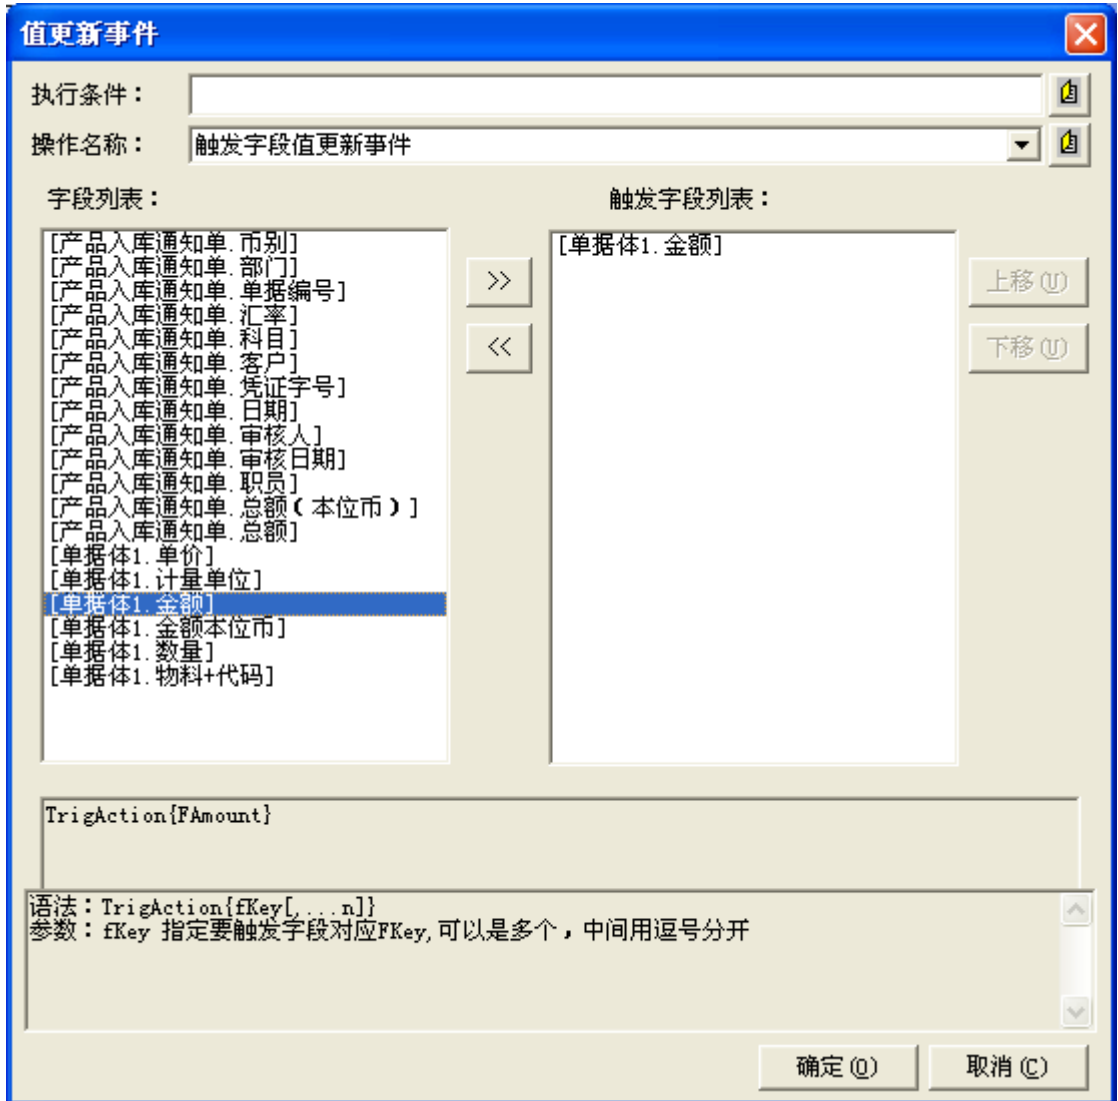 值更新事件
执行条件：
操作名称： 触发字段值更新事件
字段列表： 触发字段列表：
[产品入库通知单.币别]
[产品入库通知单.部门]
[产品入库通知单.单据编号]
[产品入库通知单.汇率]
[产品入库通知单.科目]
[产品入库通知单.客户]
[产品入库通知单.凭证字号]
[产品入库通知单.日期]
[产品入库通知单.审核人]
[产品入库通知单.审核日期]
[产品入库通知单.职员]
[产品入库通知单.总额（本位币）]
[产品入库通知单.总额]
[单据体1.单价]
[单据体1.计量单位]
[单据体1.金额]
[单据体1.金额本位币]
[单据体1.数量]
[单据体1.物料+代码]
>>
<<
[单据体1.金额]
上移(U)
下移(U)
TrigAction{FAmount}
语法：TrigAction{fKey[,...n]}
参数：fKey 指定要触发字段对应FKey,可以是多个，中间用逗号分开
确定(O) 取消(C)